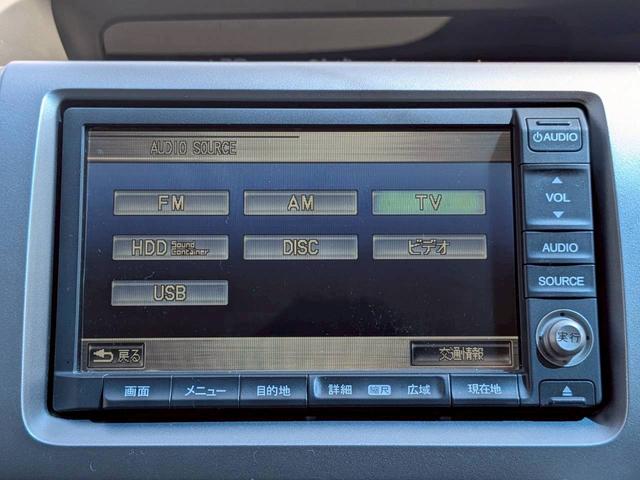 AUDIO SOURCE
FM AM TV
HDD Sound Container DISC ビデオ
USB
戻る 交通情報
AUDIO
VOL
AUDIO
SOURCE
実行
画面 メニュー 目的地 詳細 縮尺 広域 現在地